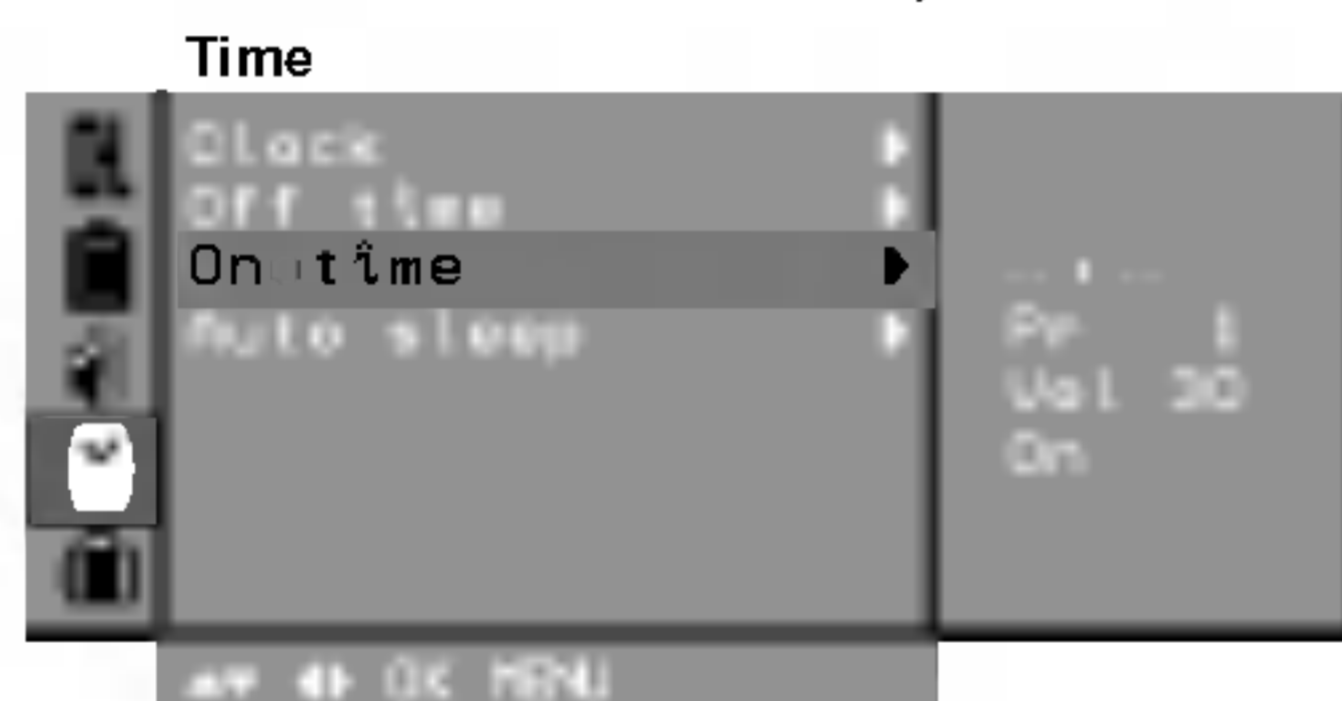 Time
Clock
Off time
On time
Auto sleep
-- : --
Pr 1
Vol 30
On
OK MENU